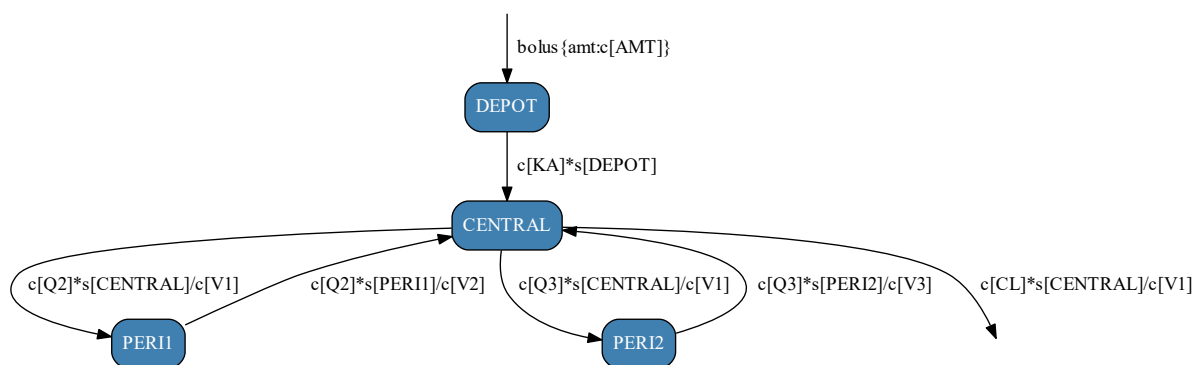 bolus{amt:c[AMT]}
DEPOT
c[KA]*s[DEPOT]
CENTRAL
c[Q2]*s[CENTRAL]/c[V1]
c[Q2]*s[PERI1]/c[V2]
c[Q3]*s[CENTRAL]/c[V1]
c[Q3]*s[PERI2]/c[V3]
c[CL]*s[CENTRAL]/c[V1]
PERI1
PERI2